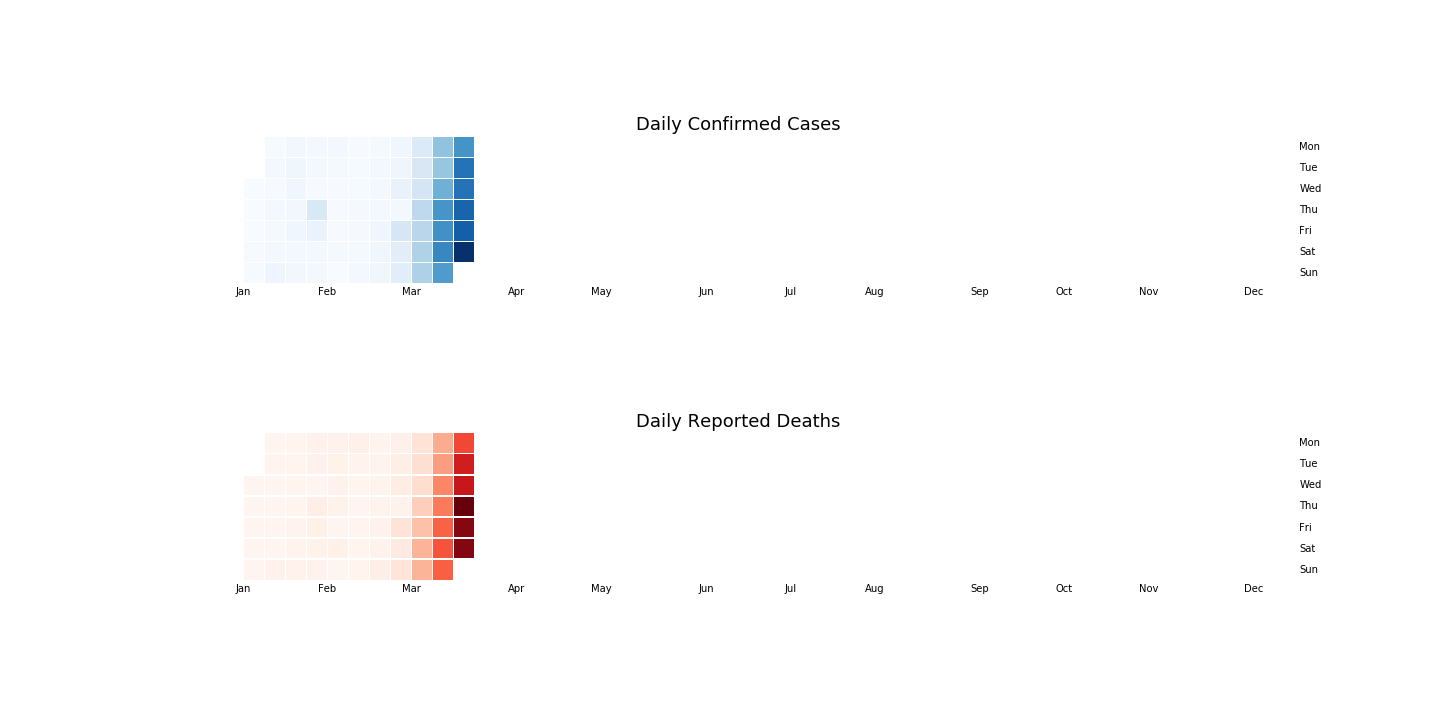 Daily Confirmed Cases
Mon
Tue
Wed
Thu
Fri
Sat
Sun
Jan Feb Mar Apr May Jun Jul Aug Sep Oct Nov Dec
Daily Reported Deaths
Mon
Tue
Wed
Thu
Fri
Sat
Sun
Jan Feb Mar Apr May Jun Jul Aug Sep Oct Nov Dec